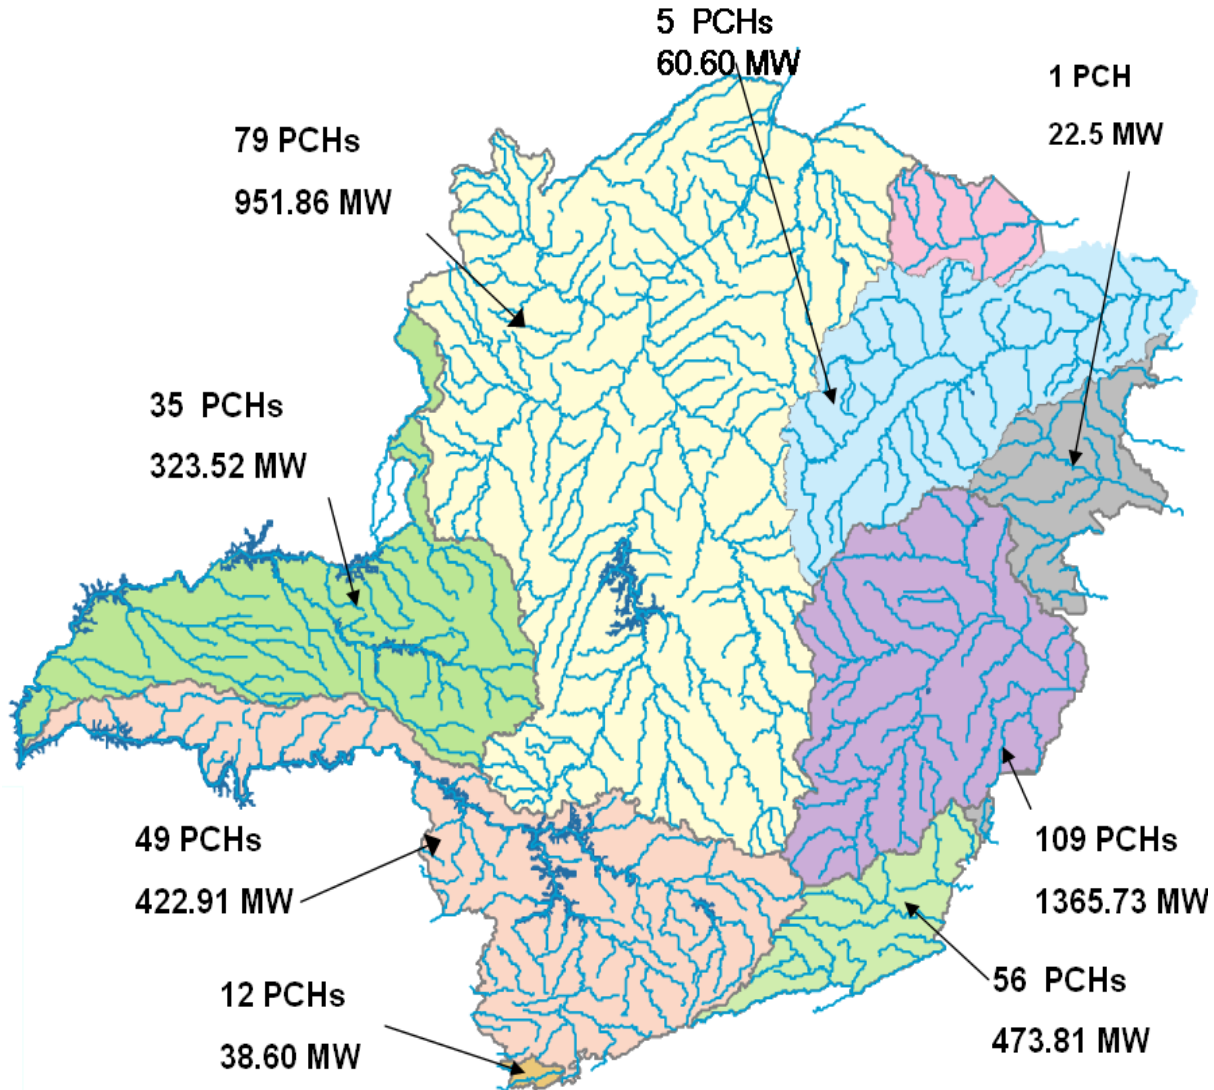 5 PCHs
60.60 MW
1 PCH
22.5 MW
79 PCHs
951.86 MW
35 PCHs
323.52 MW
49 PCHs
422.91 MW
109 PCHs
1365.73 MW
12 PCHs
38.60 MW
56 PCHs
473.81 MW